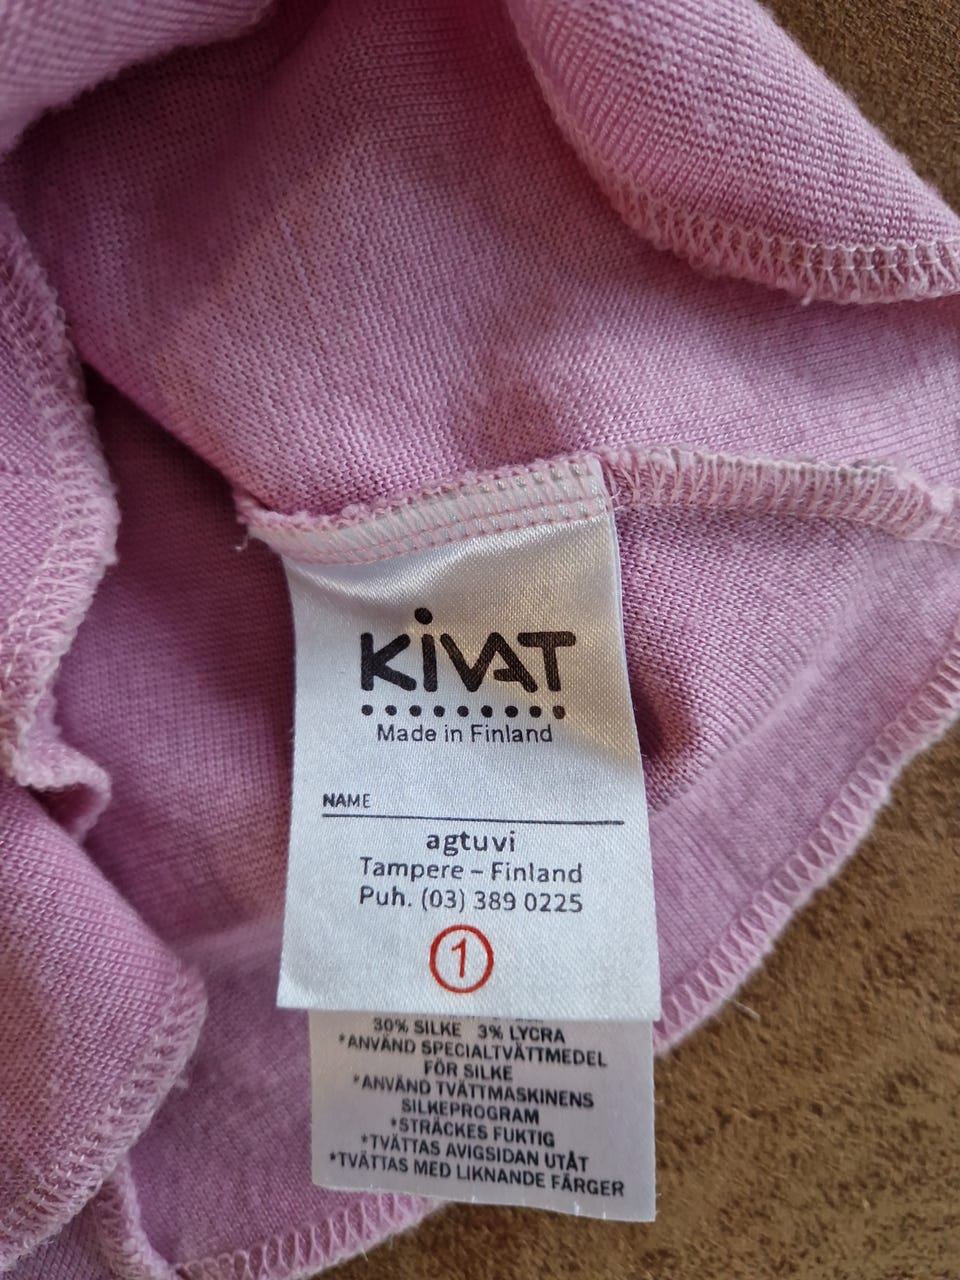 KiVAT
Made in Finland
NAME
agtuvi
Tampere – Finland
Puh. (03) 389 0225
1
30% SILKE 3% LYCRA
*ANVÄND SPECIALTVÄTTMEDEL
FÖR SILKE
*ANVÄND TVÄTTMASKINENS
SILKEPROGRAM
*STRÄCKES FUKTIG
*TVÄTTAS AVIGSIDAN UTÅT
*TVÄTTAS MED LIKNANDE FÄRGER